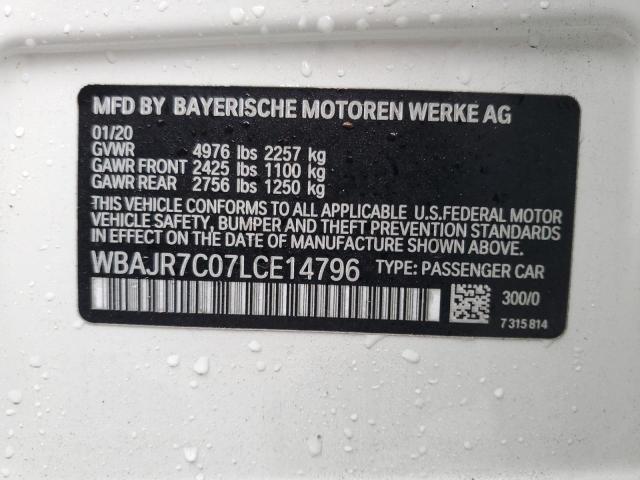 MFD BY BAYERISCHE MOTOREN WERKE AG
01/20
GVWR 4976 lbs 2257 kg
GAWR FRONT 2425 lbs 1100 kg
GAWR REAR 2756 lbs 1250 kg
THIS VEHICLE CONFORMS TO ALL APPLICABLE U.S.FEDERAL MOTOR
VEHICLE SAFETY, BUMPER AND THEFT PREVENTION STANDARDS
IN EFFECT ON THE DATE OF MANUFACTURE SHOWN ABOVE.
WBAJR7C07LCE14796 TYPE: PASSENGER CAR
300/0
7 315 814